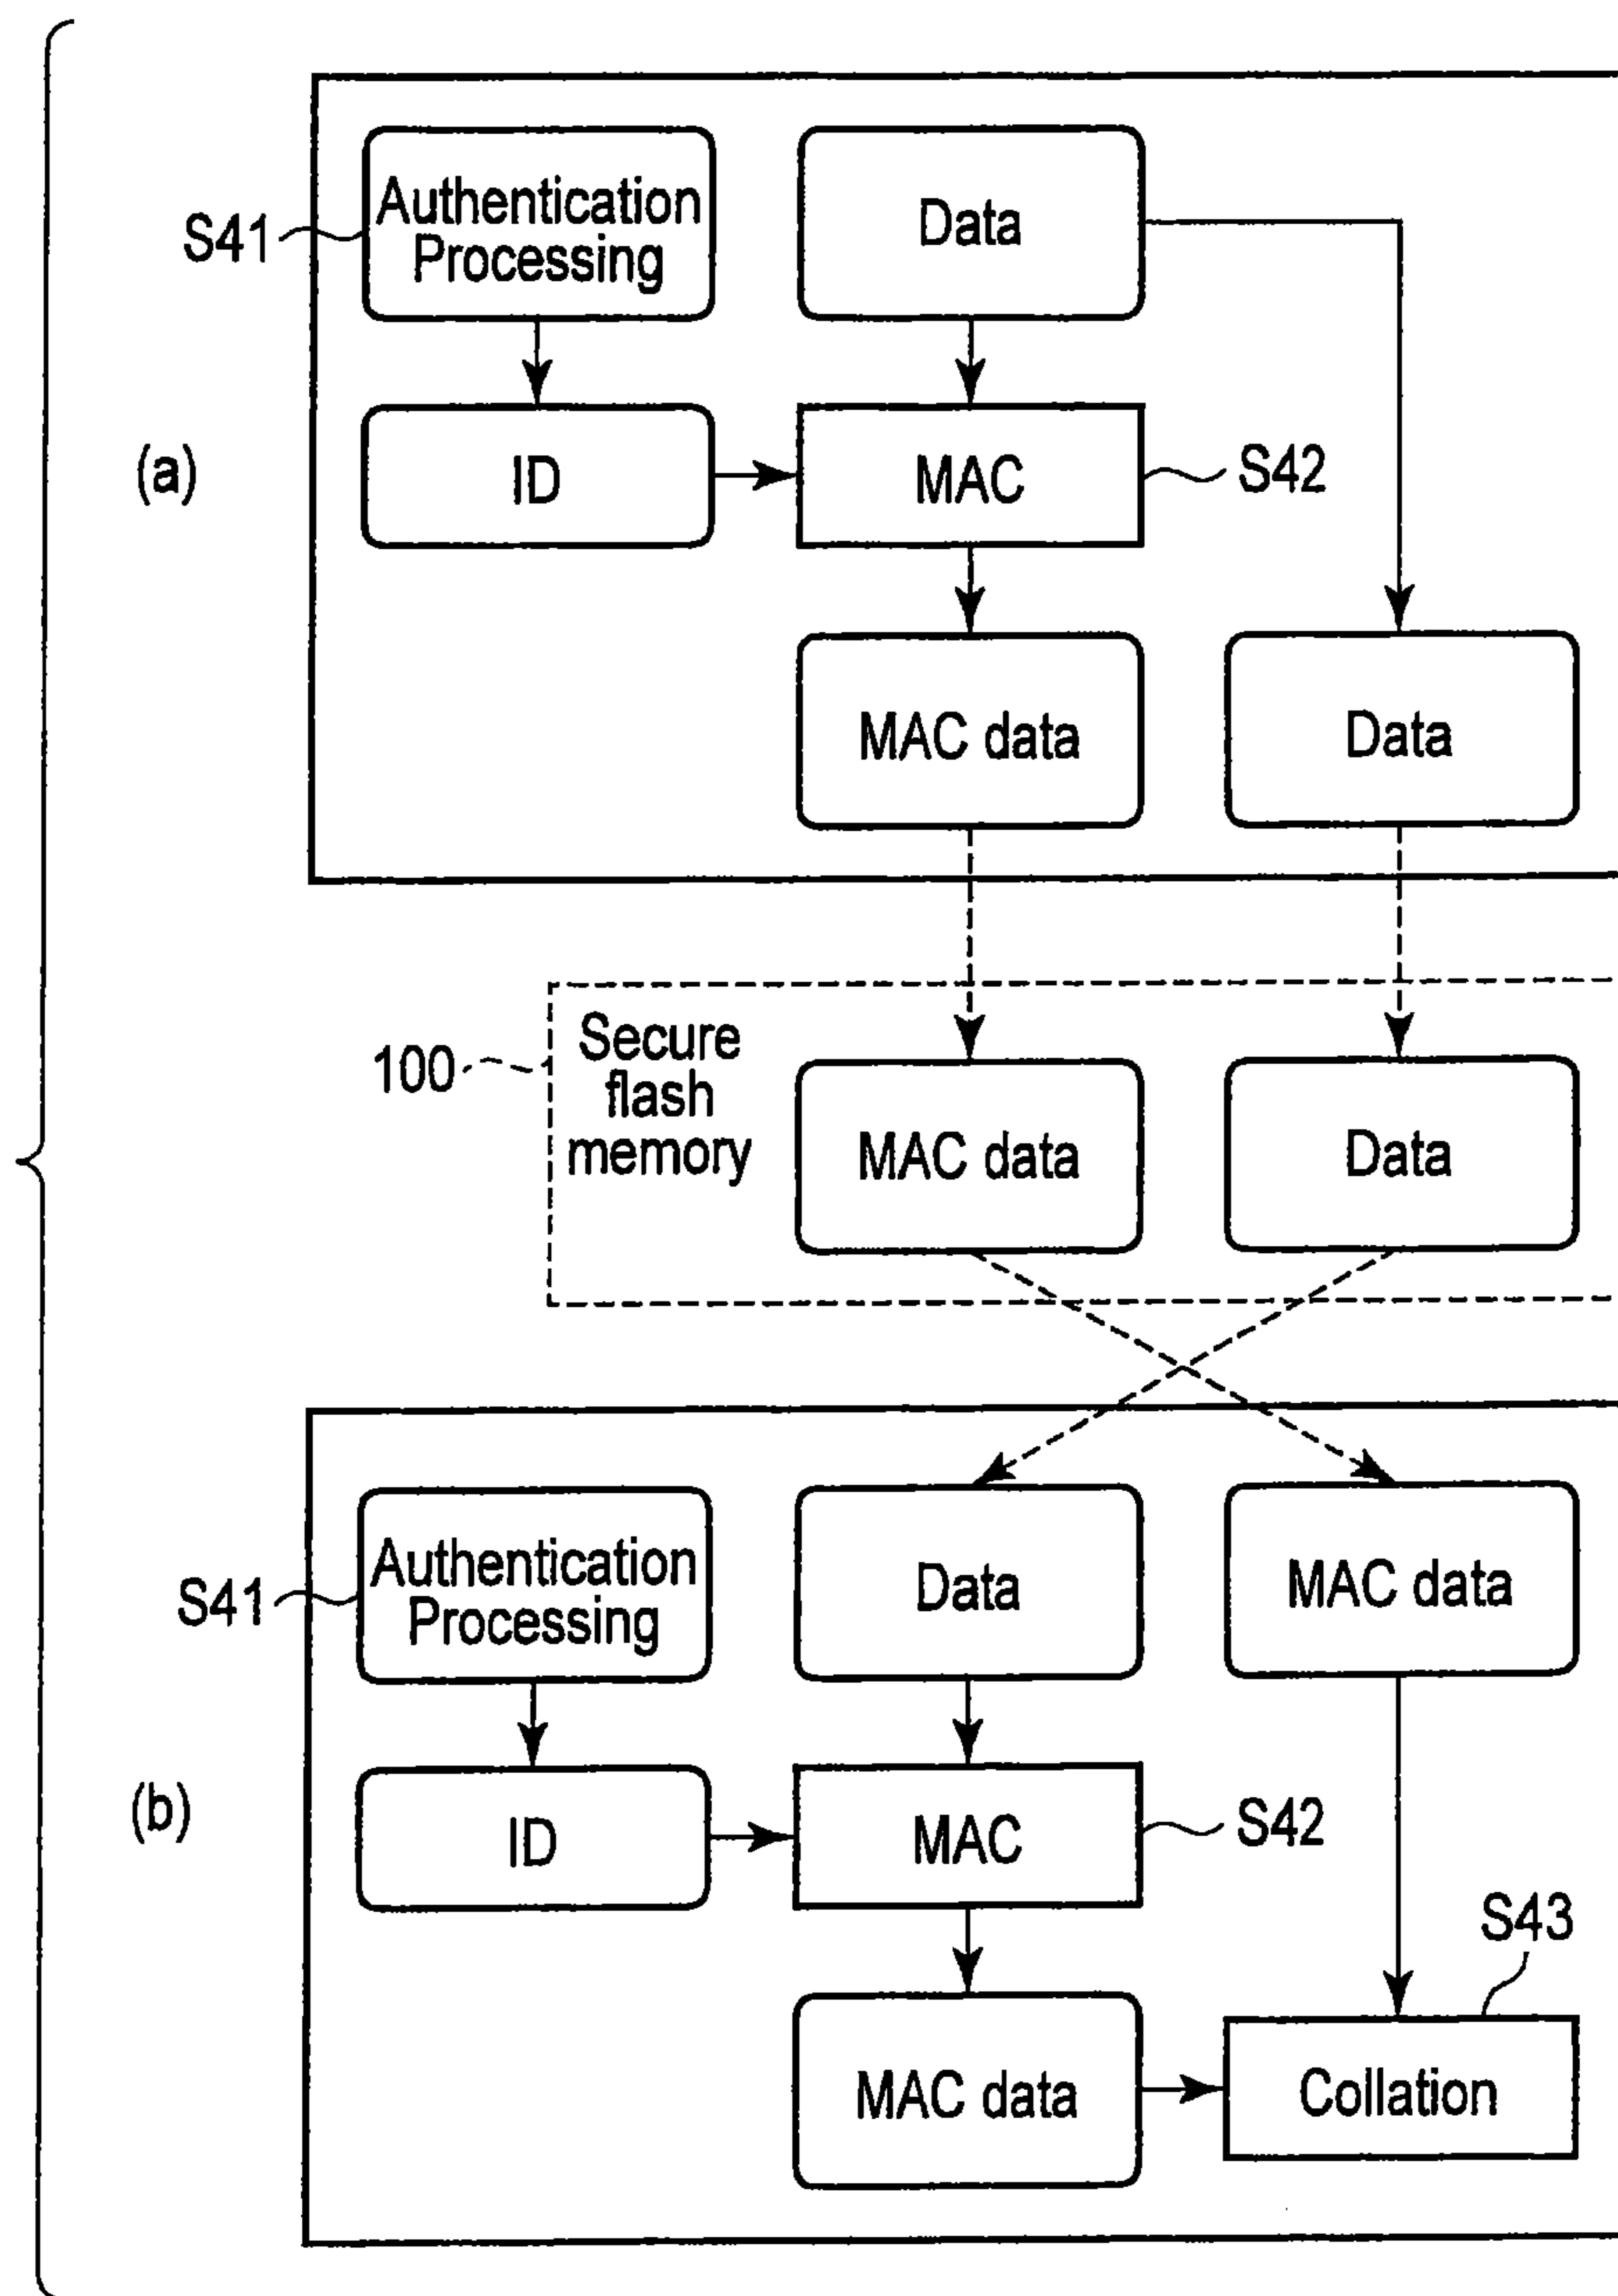 Authentication
Processing
Data
S41
(a)
ID
MAC
S42
MAC data
Data
100
Secure
flash
memory
MAC data
Data
Authentication
Processing
Data
MAC data
S41
(b)
ID
MAC
S42
S43
MAC data
Collation